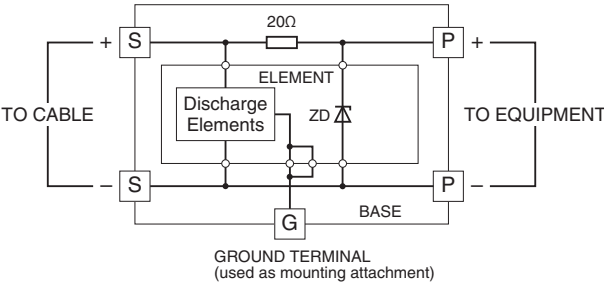 20Ω
+ S P +
ELEMENT
Discharge
Elements
ZD
TO CABLE
TO EQUIPMENT
– S P –
BASE
G
GROUND TERMINAL
(used as mounting attachment)